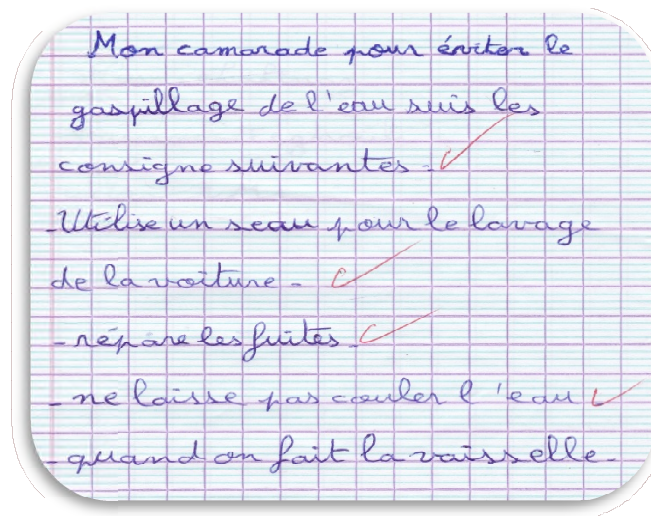 Mon camarade pour éviter le
gaspillage de l'eau suis les
consigne suivantes -
- Utilise un seau pour le lavage
de la voiture -
- répare les fuites -
- ne laisse pas couler l'eau
- quand on fait la vaisselle -